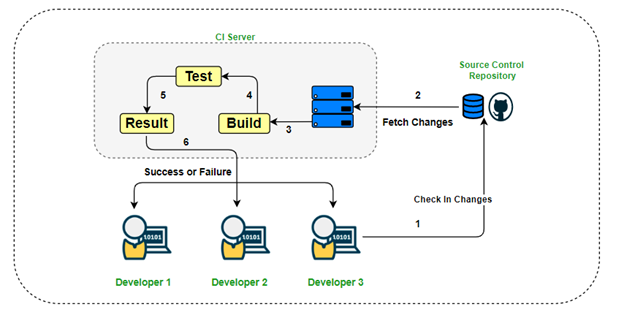 CI Server
Source Control
Repository
Test
5
4
2
Result
Build
3
Fetch Changes
6
Success or Failure
Check In Changes
1
10101
10101
10101
Developer 1
Developer 2
Developer 3